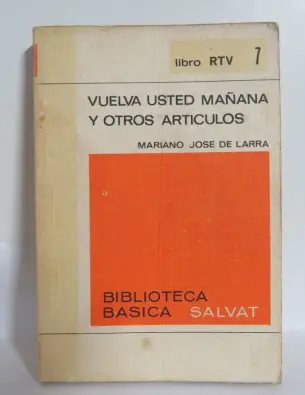 libro RTV 7
VUELVA USTED MAÑANA
Y OTROS ARTICULOS
MARIANO JOSE DE LARRA
BIBLIOTECA
BASICA SALVAT